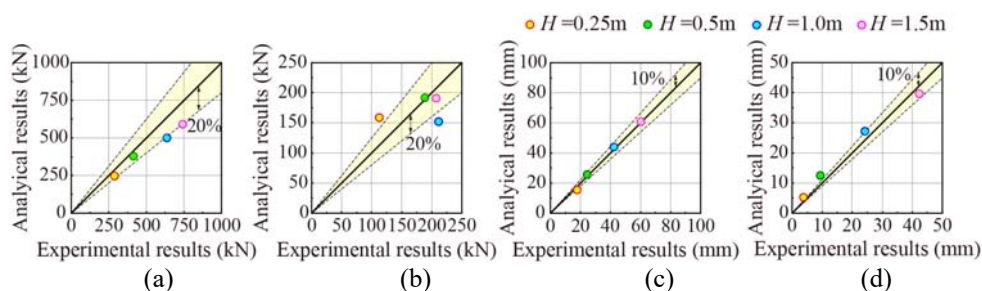 H =0.25m H =0.5m H =1.0m H =1.5m
Analyical results (kN)
1000
750
500
250
0
20%
0 250 500 750 1000
Experimental results (kN)
(a)
Analyical results (kN)
250
200
150
100
50
0
20%
0 50 100 150 200 250
Experimental results (kN)
(b)
Analyical results (mm)
100
80
60
40
20
0
10%
0 20 40 60 80 100
Experimental results (mm)
(c)
Analyical results (mm)
50
40
30
20
10
0
10%
0 10 20 30 40 50
Experimental results (mm)
(d)